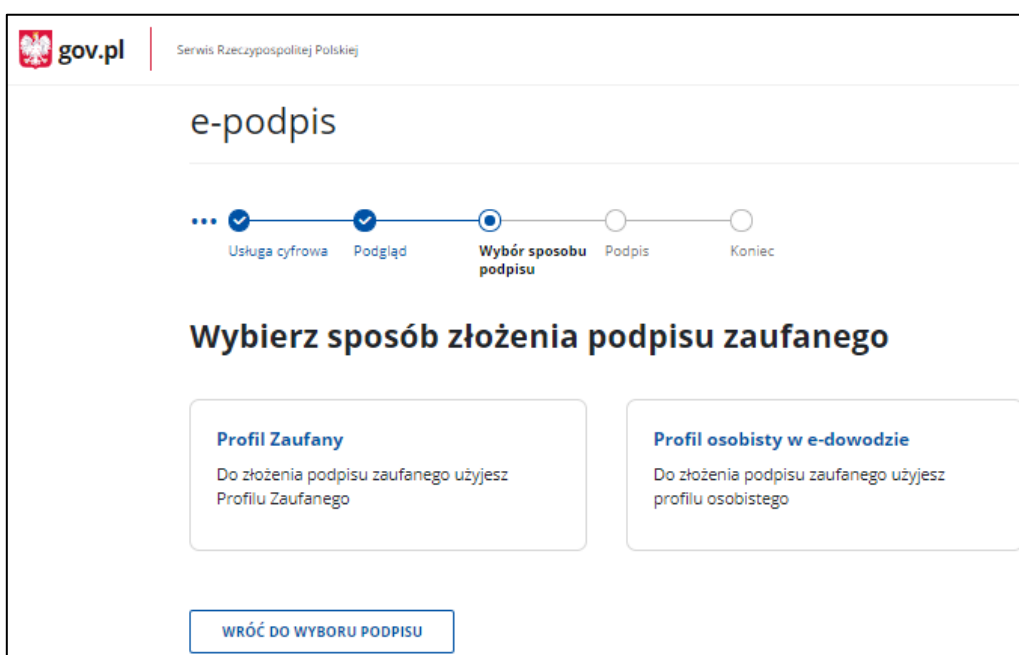 gov.pl
Serwis Rzeczypospolitej Polskiej
e-podpis
Usługa cyfrowa
Podgląd
Wybór sposobu
podpisu
Podpis
Koniec
Wybierz sposób złożenia podpisu zaufanego
Profil Zaufany
Do złożenia podpisu zaufanego użyjesz
Profilu Zaufanego
Profil osobisty w e-dowodzie
Do złożenia podpisu zaufanego użyjesz
profilu osobistego
WRÓĆ DO WYBORU PODPISU